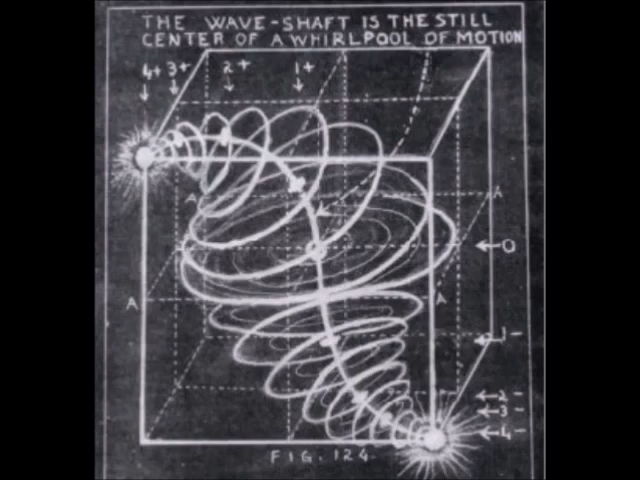 THE WAVE-SHAFT IS THE STILL
CENTER OF A WHIRLPOOL OF MOTION
4+ 3+ 2+ 1+
A A
0
A A
1-
2-
3-
4-
FIG. 124